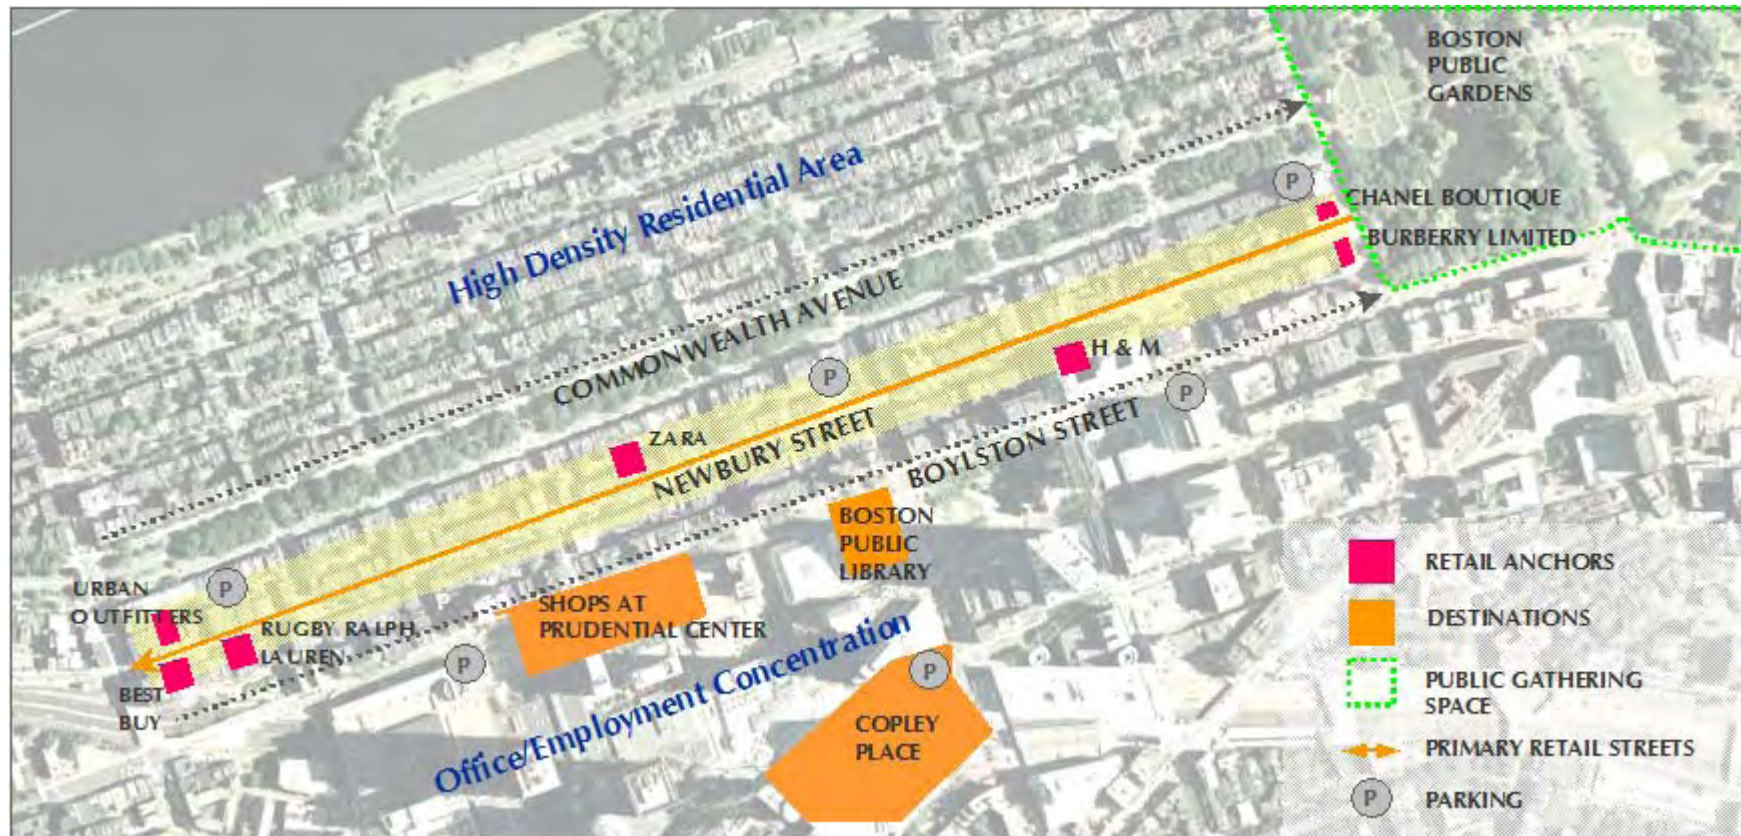 BOSTON
PUBLIC
GARDENS
High Density Residential Area
P
CHANEL BOUTIQUE
BURBERRY LIMITED
COMMONWEALTH AVENUE
H & M
P
P
ZARA
NEWBURY STREET
BOYLSTON STREET
BOSTON
PUBLIC
LIBRARY
P
URBAN
OUTFITTERS
P
SHOPS AT
PRUDENTIAL CENTER
RUGBY RALPH
LAUREN
P
P
BEST
BUY
Office/Employment Concentration
COPLEY
PLACE
RETAIL ANCHORS
DESTINATIONS
PUBLIC GATHERING
SPACE
PRIMARY RETAIL STREETS
P
PARKING